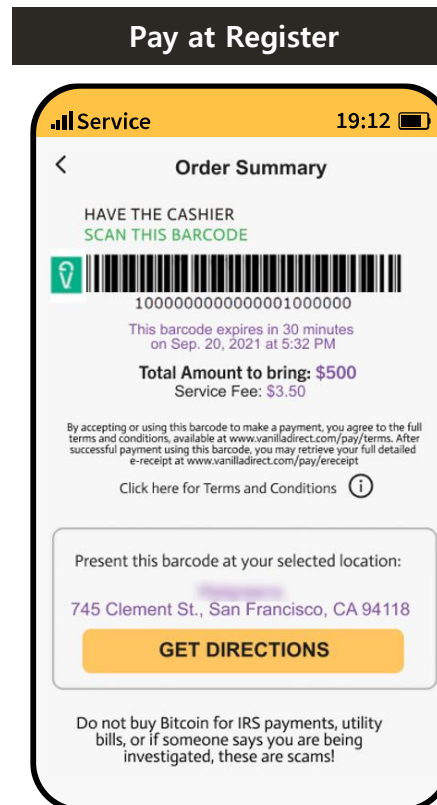 Pay at Register
Service 19:12
Order Summary
HAVE THE CASHIER
SCAN THIS BARCODE
1000000000000001000000
This barcode expires in 30 minutes
on Sep. 20, 2021 at 5:32 PM
Total Amount to bring: $500
Service Fee: $3.50
By accepting or using this barcode to make a payment, you agree to the full
terms and conditions, available at www.vanilladirect.com/pay/terms. After
successful payment using this barcode, you may retrieve your full detailed
e-receipt at www.vanilladirect.com/pay/ereceipt
Click here for Terms and Conditions i
Present this barcode at your selected location:
745 Clement St., San Francisco, CA 94118
GET DIRECTIONS
Do not buy Bitcoin for IRS payments, utility
bills, or if someone says you are being
investigated, these are scams!